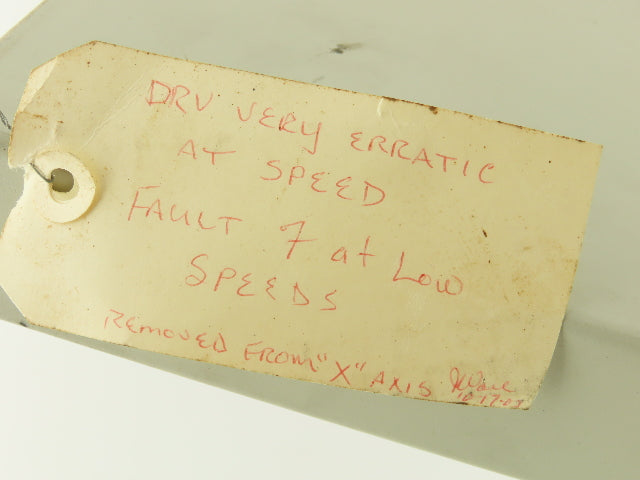 DRV VERY ERRATIC
AT SPEED
FAULT 7 at Low
SPEEDS
REMOVED FROM "X" AXIS